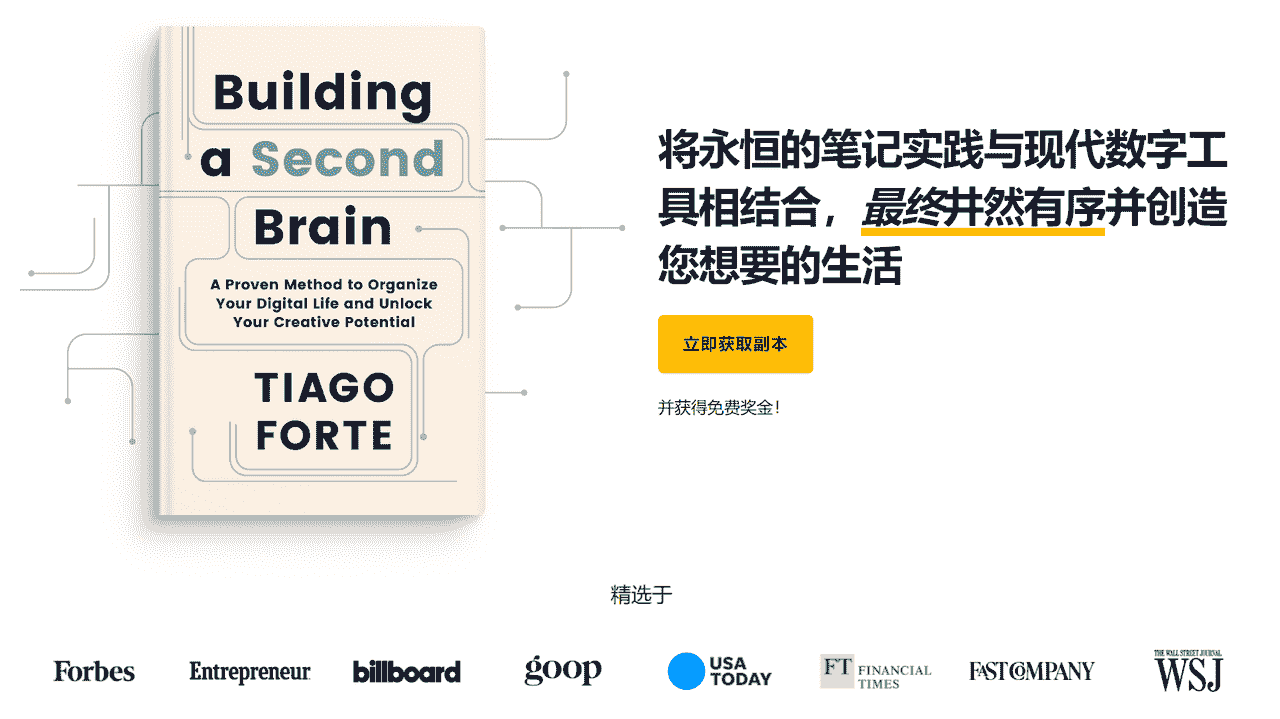 Building
a Second
Brain
A Proven Method to Organize
Your Digital Life and Unlock
Your Creative Potential
TIAGO
FORTE
将永恒的笔记实践与现代数字工
具相结合，最终井然有序并创造
您想要的生活
立即获取副本
并获得免费奖金！
精选于
Forbes
Entrepreneur
billboard
goop
USA
TODAY
FT FINANCIAL
TIMES
FAST COMPANY
THE WALL STREET JOURNAL
WSJ